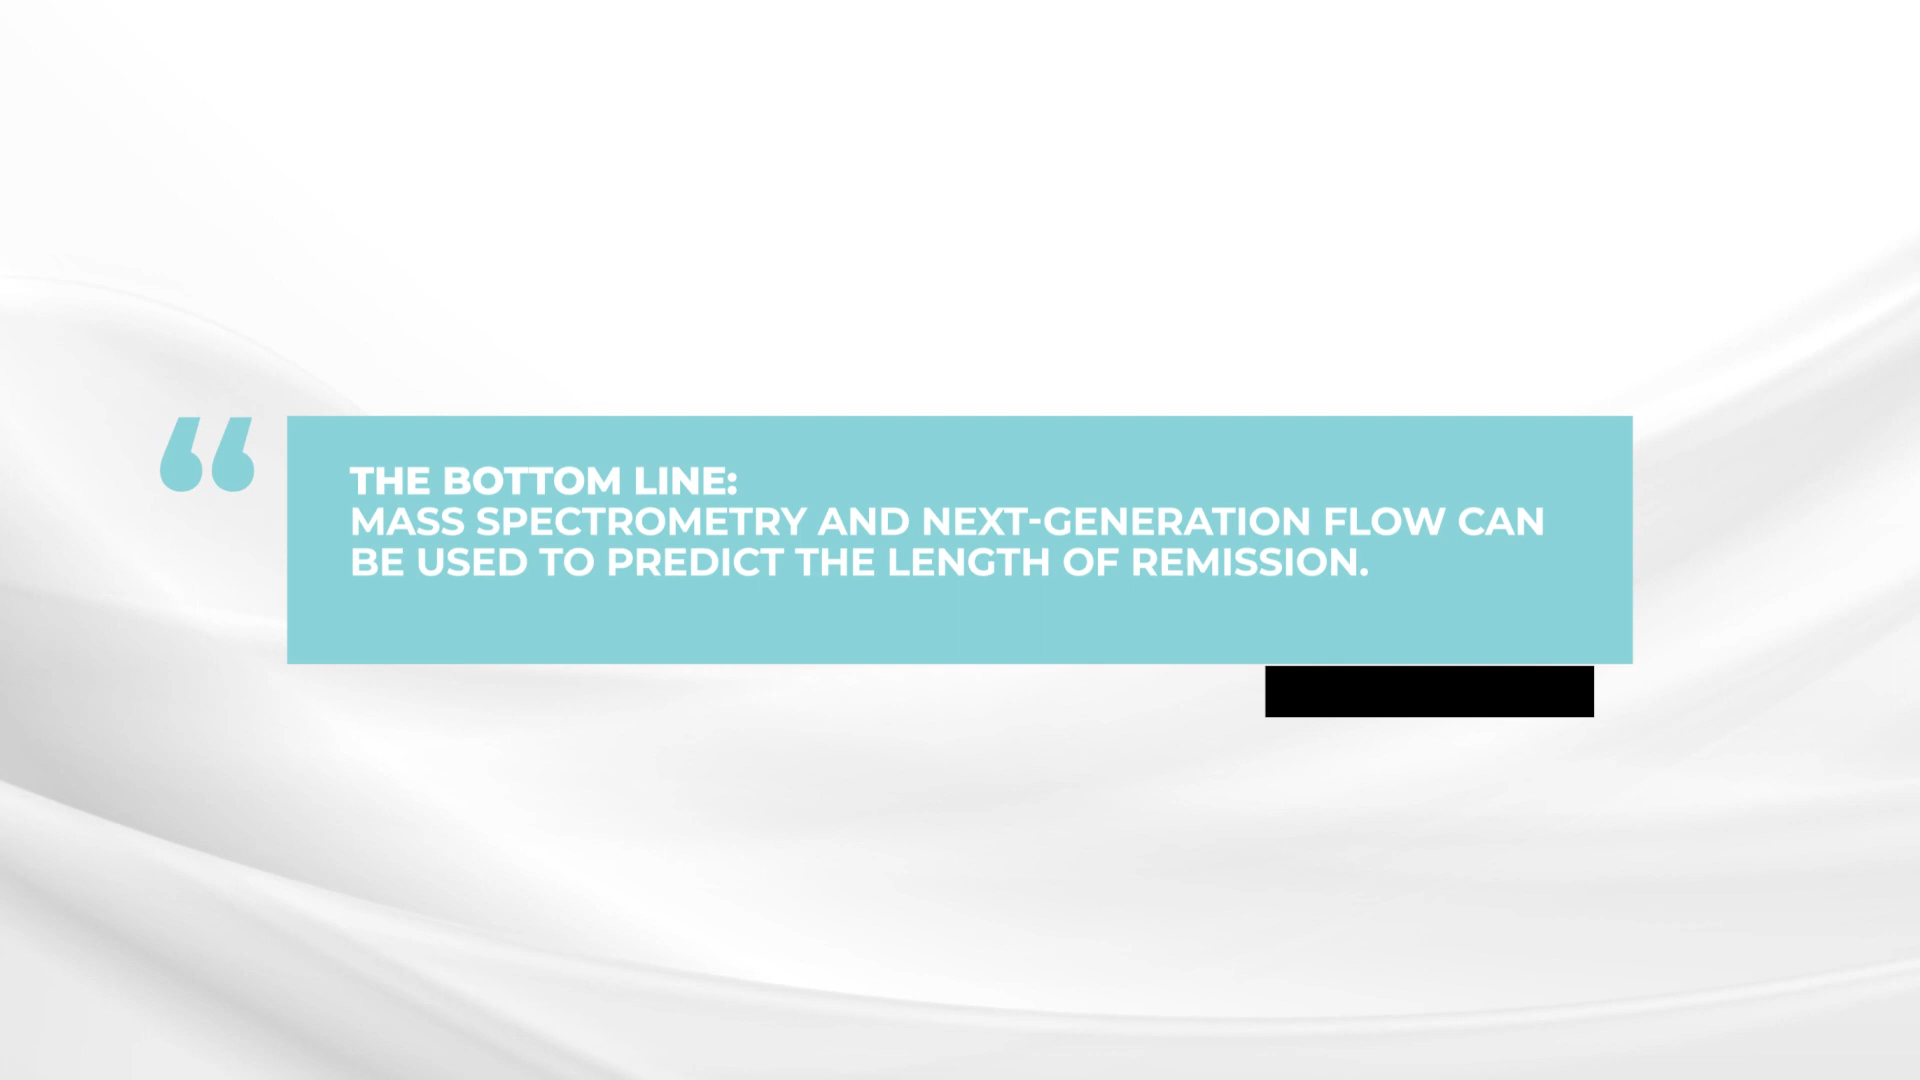 “
THE BOTTOM LINE:
MASS SPECTROMETRY AND NEXT-GENERATION FLOW CAN
BE USED TO PREDICT THE LENGTH OF REMISSION.